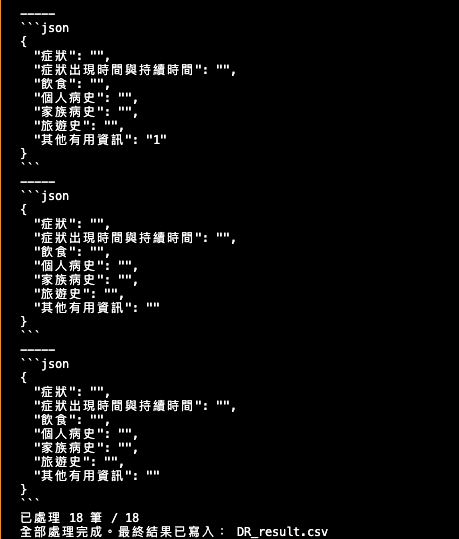 -----
```json
{
  "症狀": "",
  "症狀出現時間與持續時間": "",
  "飲食": "",
  "個人病史": "",
  "家族病史": "",
  "旅遊史": "",
  "其他有用資訊": "1"
}
```
-----
```json
{
  "症狀": "",
  "症狀出現時間與持續時間": "",
  "飲食": "",
  "個人病史": "",
  "家族病史": "",
  "旅遊史": "",
  "其他有用資訊": ""
}
```
-----
```json
{
  "症狀": "",
  "症狀出現時間與持續時間": "",
  "飲食": "",
  "個人病史": "",
  "家族病史": "",
  "旅遊史": "",
  "其他有用資訊": ""
}
```
已處理 18 筆 / 18
全部處理完成。最終結果已寫入： DR_result.csv